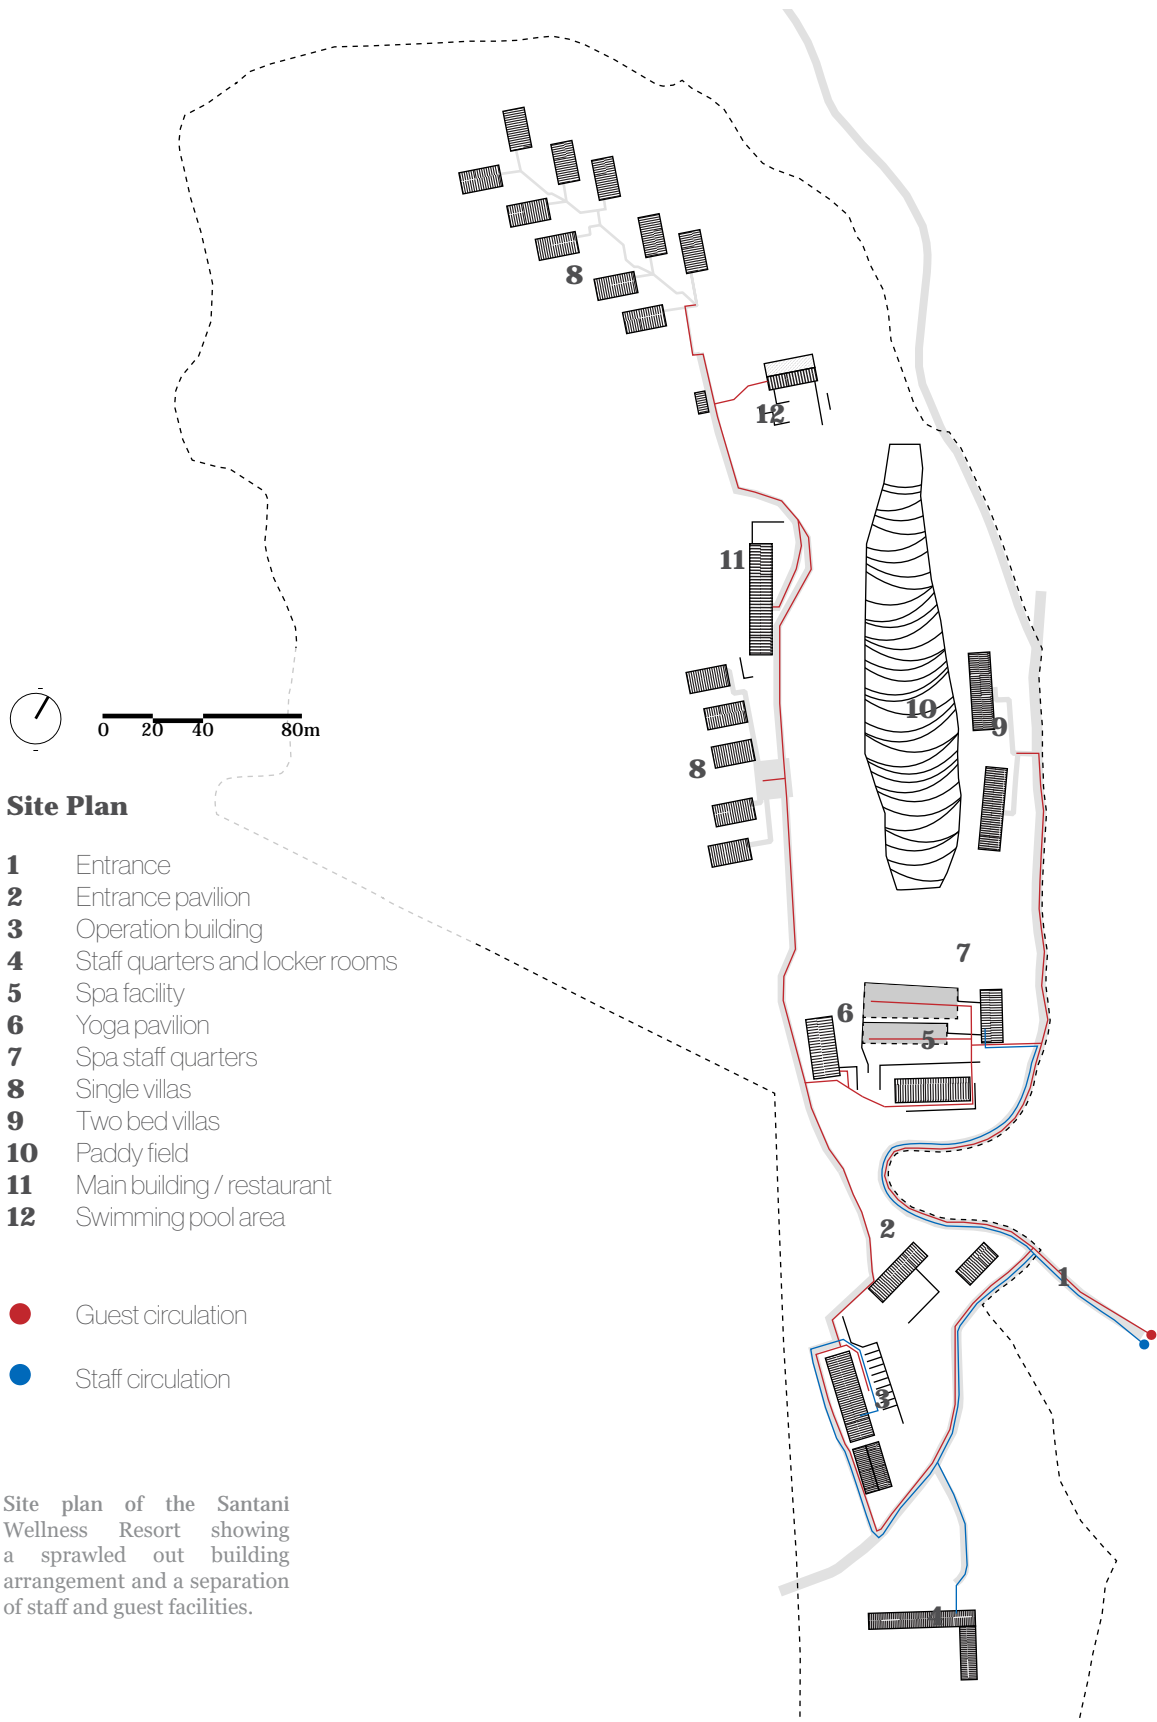 8
12
11
10
9
8
0 20 40 80m
Site Plan
1 Entrance
2 Entrance pavilion
3 Operation building
4 Staff quarters and locker rooms
5 Spa facility
6 Yoga pavilion
7 Spa staff quarters
8 Single villas
9 Two bed villas
10 Paddy field
11 Main building / restaurant
12 Swimming pool area
Guest circulation
Staff circulation
7
6
5
2
1
3
4
Site plan of the Santani
Wellness Resort showing
a sprawled out building
arrangement and a separation
of staff and guest facilities.